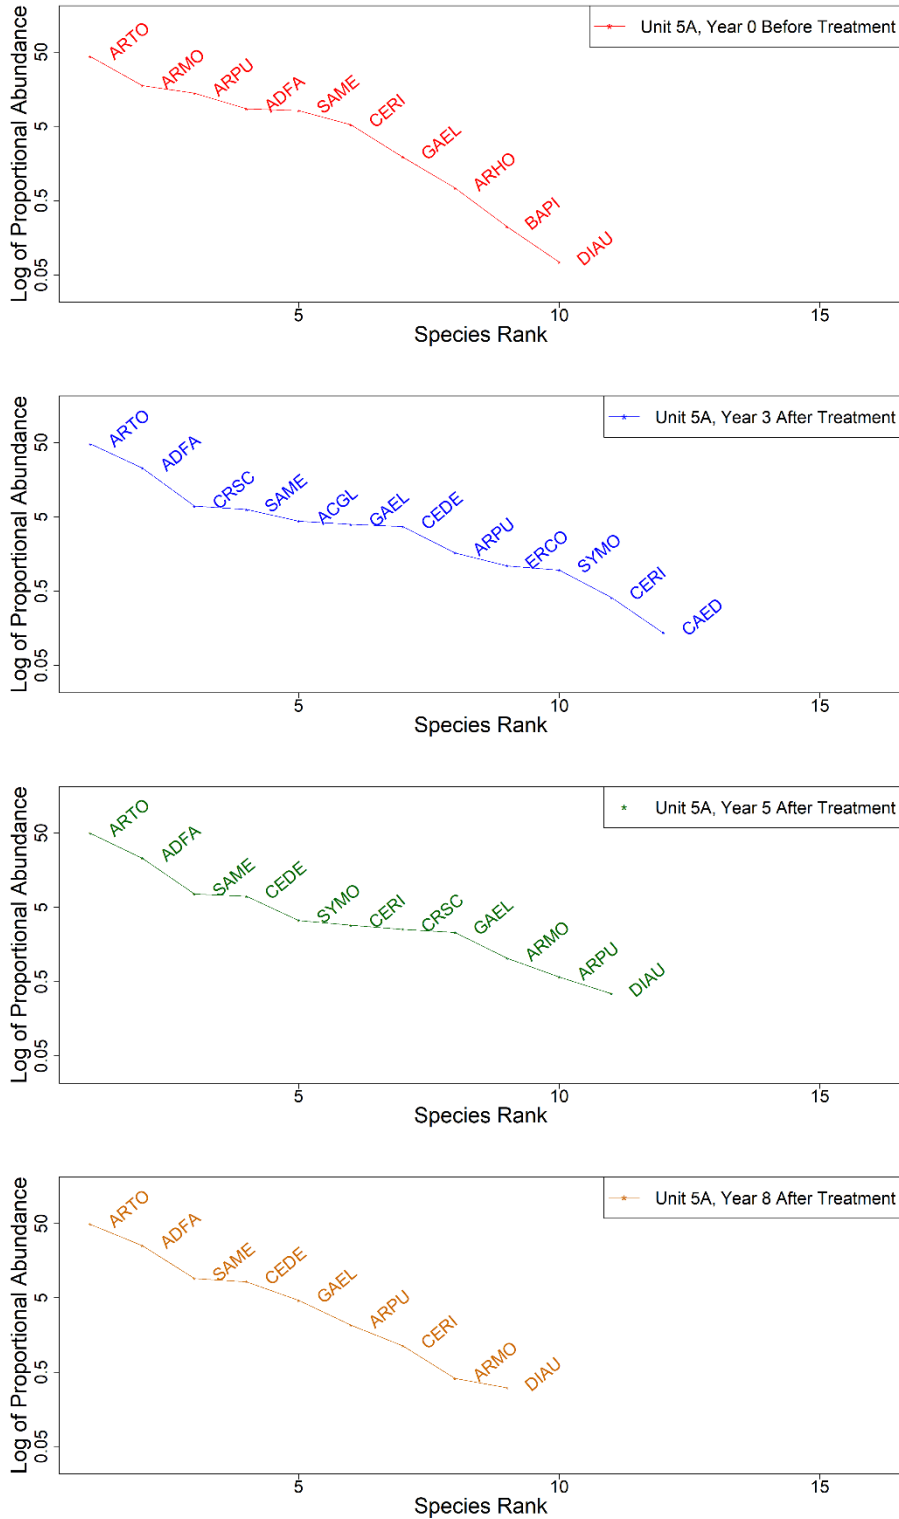 Unit 5A, Year 0 Before Treatment
Log of Proportional Abundance
50
5
0.5
0.05
ARTO
ARMO
ARPU
ADFA
SAME
CERI
GAEL
ARHO
BAPI
DIAU
5
10
15
Species Rank
Unit 5A, Year 3 After Treatment
Log of Proportional Abundance
50
5
0.5
0.05
ARTO
ADFA
CRSC
SAME
ACGL
GAEL
CEDE
ARPU
ERCO
SYMO
CERI
CAED
5
10
15
Species Rank
Unit 5A, Year 5 After Treatment
Log of Proportional Abundance
50
5
0.5
0.05
ARTO
ADFA
SAME
CEDE
SYMO
CERI
CRSC
GAEL
ARMO
ARPU
DIAU
5
10
15
Species Rank
Unit 5A, Year 8 After Treatment
Log of Proportional Abundance
50
5
0.5
0.05
ARTO
ADFA
SAME
CEDE
GAEL
ARPU
CERI
ARMO
DIAU
5
10
15
Species Rank